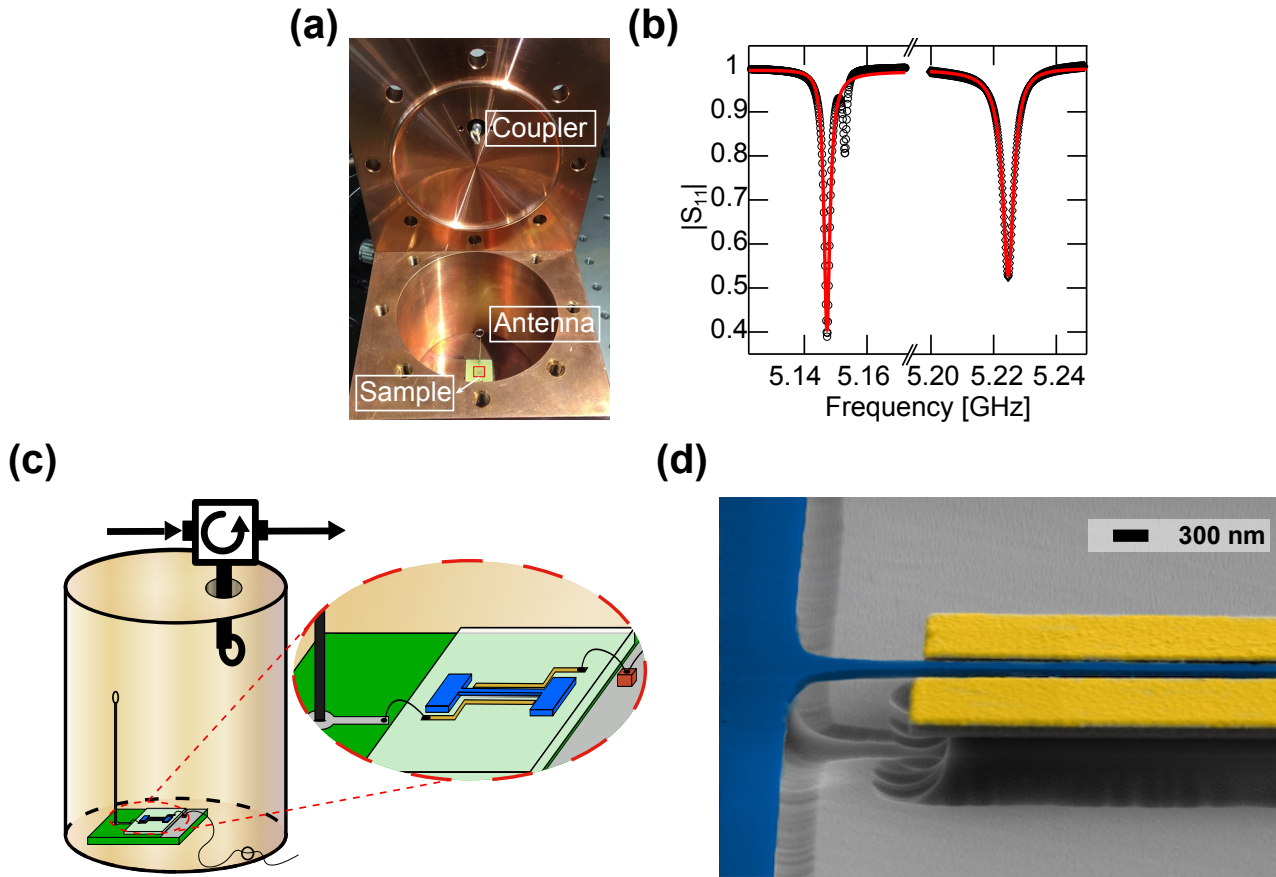 (a)
Coupler
Antenna
Sample
(b)
1
0.9
0.8
0.7
0.6
0.5
0.4
|S₁₁|
5.14 5.16 5.20 5.22 5.24
Frequency [GHz]
(c)
(d)
300 nm